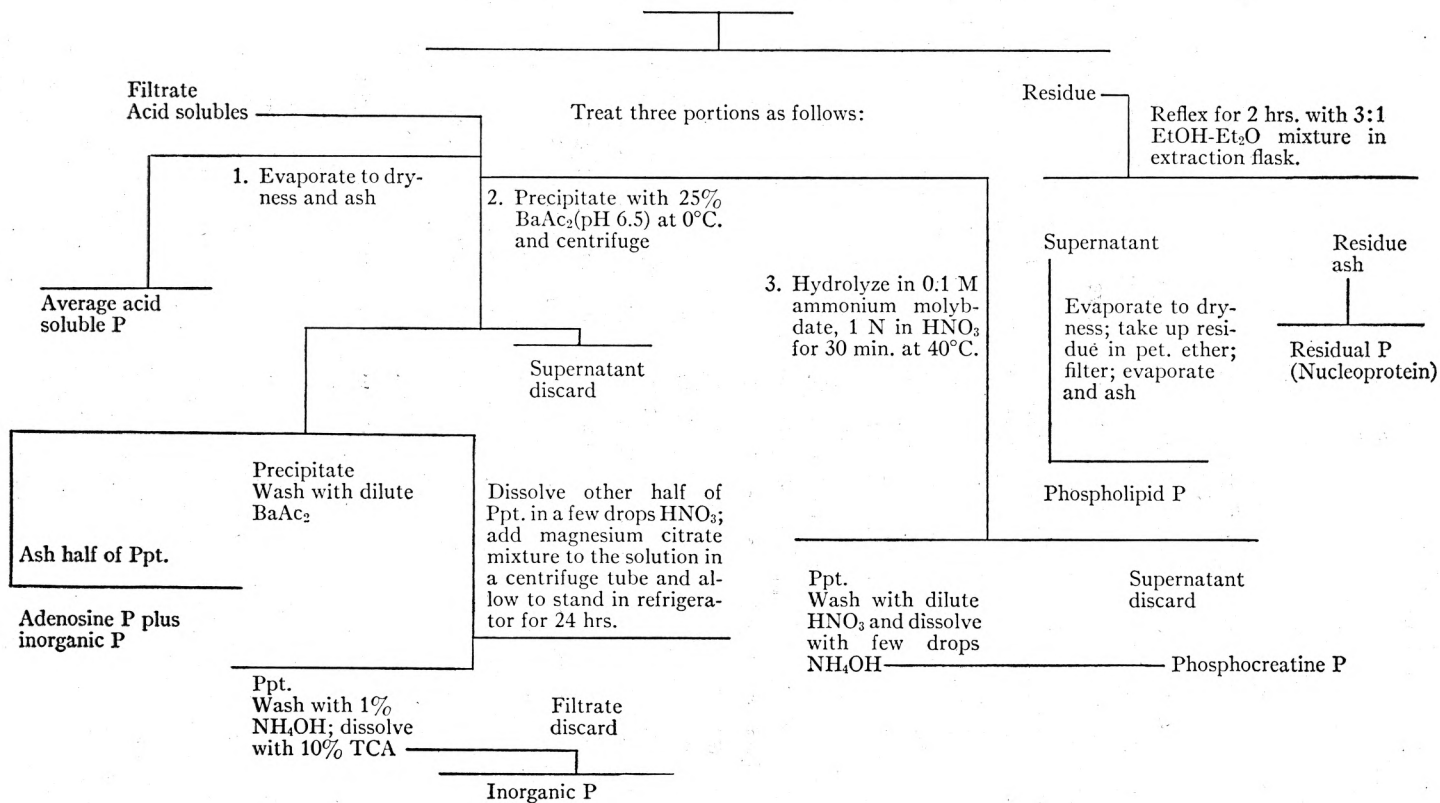 Filtrate
Acid solubles
Treat three portions as follows:
Residue
Reflex for 2 hrs. with 3:1
EtOH-Et₂O mixture in
extraction flask.
1. Evaporate to dry-
ness and ash
2. Precipitate with 25%
BaAc₂(pH 6.5) at 0°C.
and centrifuge
Average acid
soluble P
Supernatant
discard
3. Hydrolyze in 0.1 M
ammonium molyb-
date, 1 N in HNO₃
for 30 min. at 40°C.
Supernatant
Evaporate to dry-
ness; take up resi-
due in pet. ether;
filter; evaporate
and ash
Phospholipid P
Residue
ash
Residual P
(Nucleoprotein)
Precipitate
Wash with dilute
BaAc₂
Ash half of Ppt.
Adenosine P plus
inorganic P
Dissolve other half of
Ppt. in a few drops HNO₃;
add magnesium citrate
mixture to the solution in
a centrifuge tube and al-
low to stand in refrigera-
tor for 24 hrs.
Ppt.
Wash with dilute
HNO₃ and dissolve
with few drops
NH₄OH
Supernatant
discard
Phosphocreatine P
Ppt.
Wash with 1%
NH₄OH; dissolve
with 10% TCA
Filtrate
discard
Inorganic P